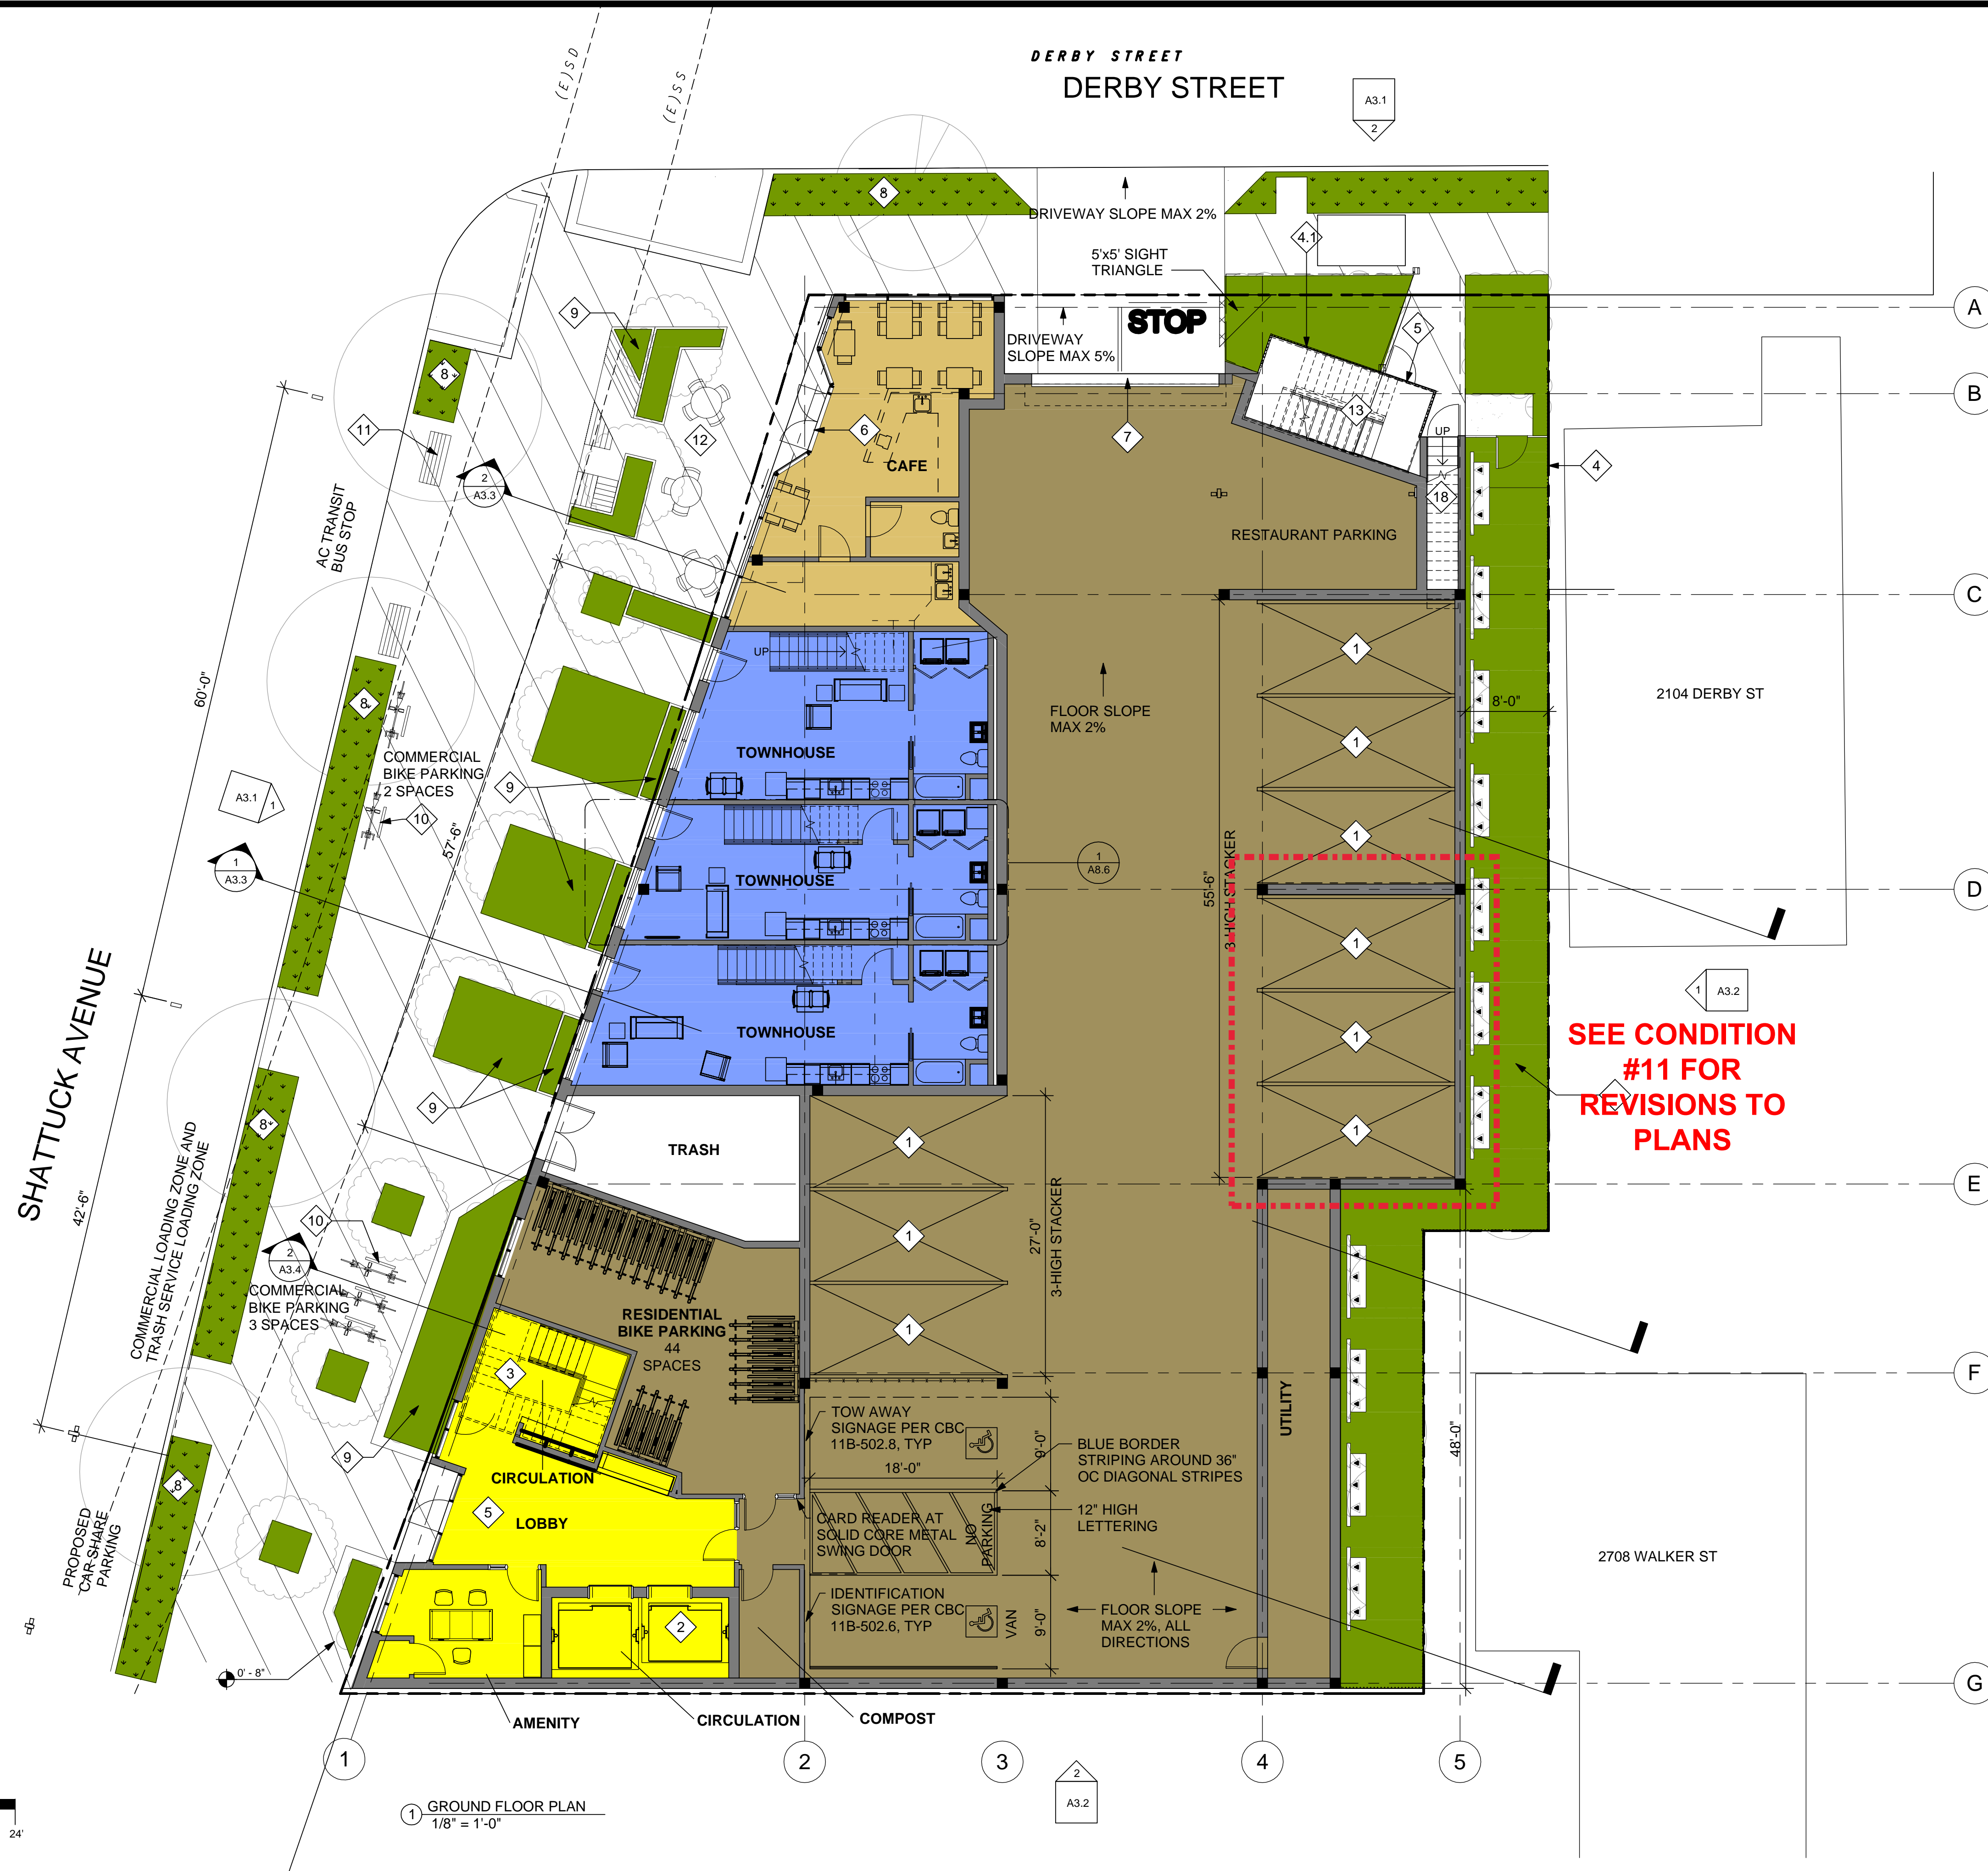 DERBY STREET
DERBY STREET
(E)SD
(E)SS
A3.1
2
8
DRIVEWAY SLOPE MAX 2%
4.1
5'x5' SIGHT
TRIANGLE
A
9
DRIVEWAY
SLOPE MAX 5%
STOP
5
8
B
11
12
6
7
13
UP
CAFE
4
2
A3.3
18
AC TRANSIT
BUS STOP
RESTAURANT PARKING
C
UP
1
60'-0"
8
2104 DERBY ST
8'-0"
FLOOR SLOPE
MAX 2%
TOWNHOUSE
1
COMMERCIAL
BIKE PARKING
2 SPACES
9
A3.1
1
10
57'-6"
1
1
A3.3
1
A8.6
3-HIGH STACKER
55'-6"
TOWNHOUSE
D
1
SHATTUCK AVENUE
1
A3.2
TOWNHOUSE
1
SEE CONDITION
#11 FOR
REVISIONS TO
PLANS
9
8
1
1
TRASH
COMMERCIAL LOADING ZONE AND
TRASH SERVICE LOADING ZONE
42'-6"
E
10
1
27'-0"
3-HIGH STACKER
2
A3.4
COMMERCIAL
BIKE PARKING
3 SPACES
RESIDENTIAL
BIKE PARKING
44
SPACES
1
3
F
UTILITY
TOW AWAY
SIGNAGE PER CBC
11B-502.8, TYP
9'-0"
BLUE BORDER
STRIPING AROUND 36"
OC DIAGONAL STRIPES
48'-0"
9
8
CIRCULATION
18'-0"
5
LOBBY
CARD READER AT
SOLID CORE METAL
SWING DOOR
NO
PARKING
12" HIGH
LETTERING
8'-2"
PROPOSED
CAR SHARE
PARKING
2708 WALKER ST
IDENTIFICATION
SIGNAGE PER CBC
11B-502.6, TYP
VAN
9'-0"
FLOOR SLOPE
MAX 2%, ALL
DIRECTIONS
2
0' - 8"
G
AMENITY
CIRCULATION
COMPOST
1
2
3
4
5
2
A3.2
1
GROUND FLOOR PLAN
1/8" = 1'-0"
24'